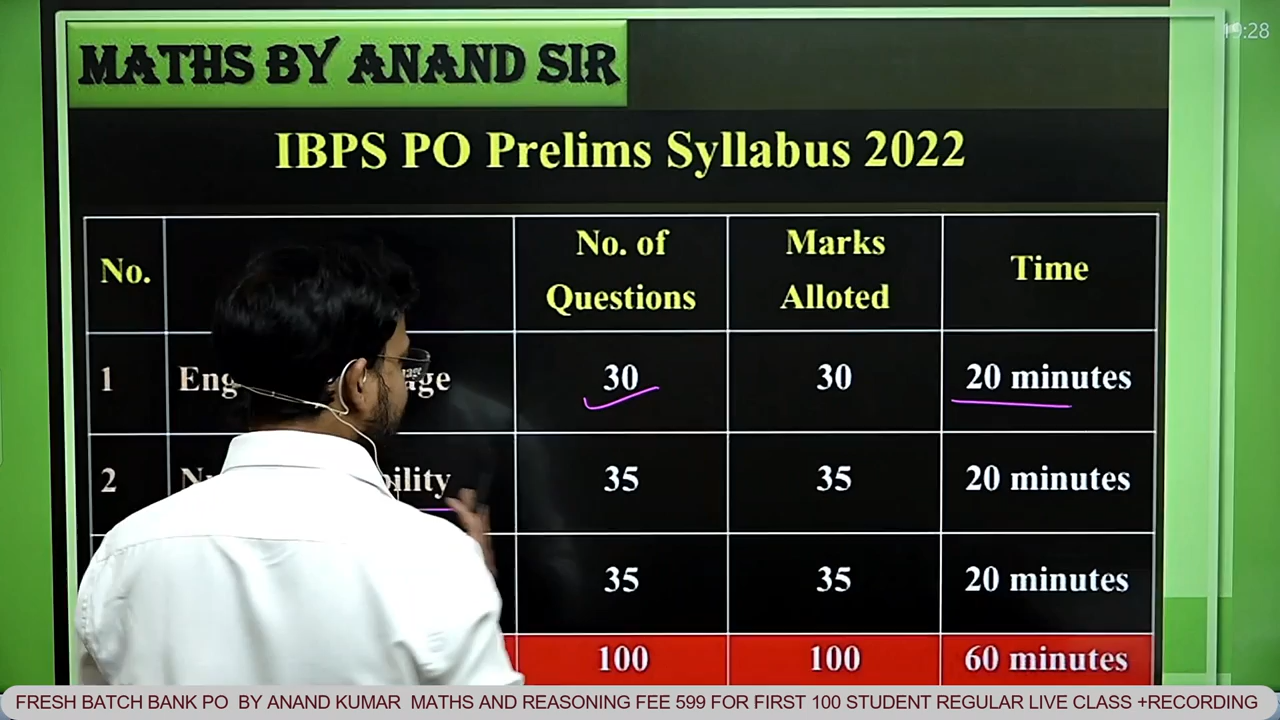 MATHS BY ANAND SIR
19:28
IBPS PO Prelims Syllabus 2022
No. No. of Questions Marks Alloted Time
1 30 30 20 minutes
2 35 35 20 minutes
35 35 20 minutes
100 100 60 minutes
FRESH BATCH BANK PO BY ANAND KUMAR MATHS AND REASONING FEE 599 FOR FIRST 100 STUDENT REGULAR LIVE CLASS +RECORDING